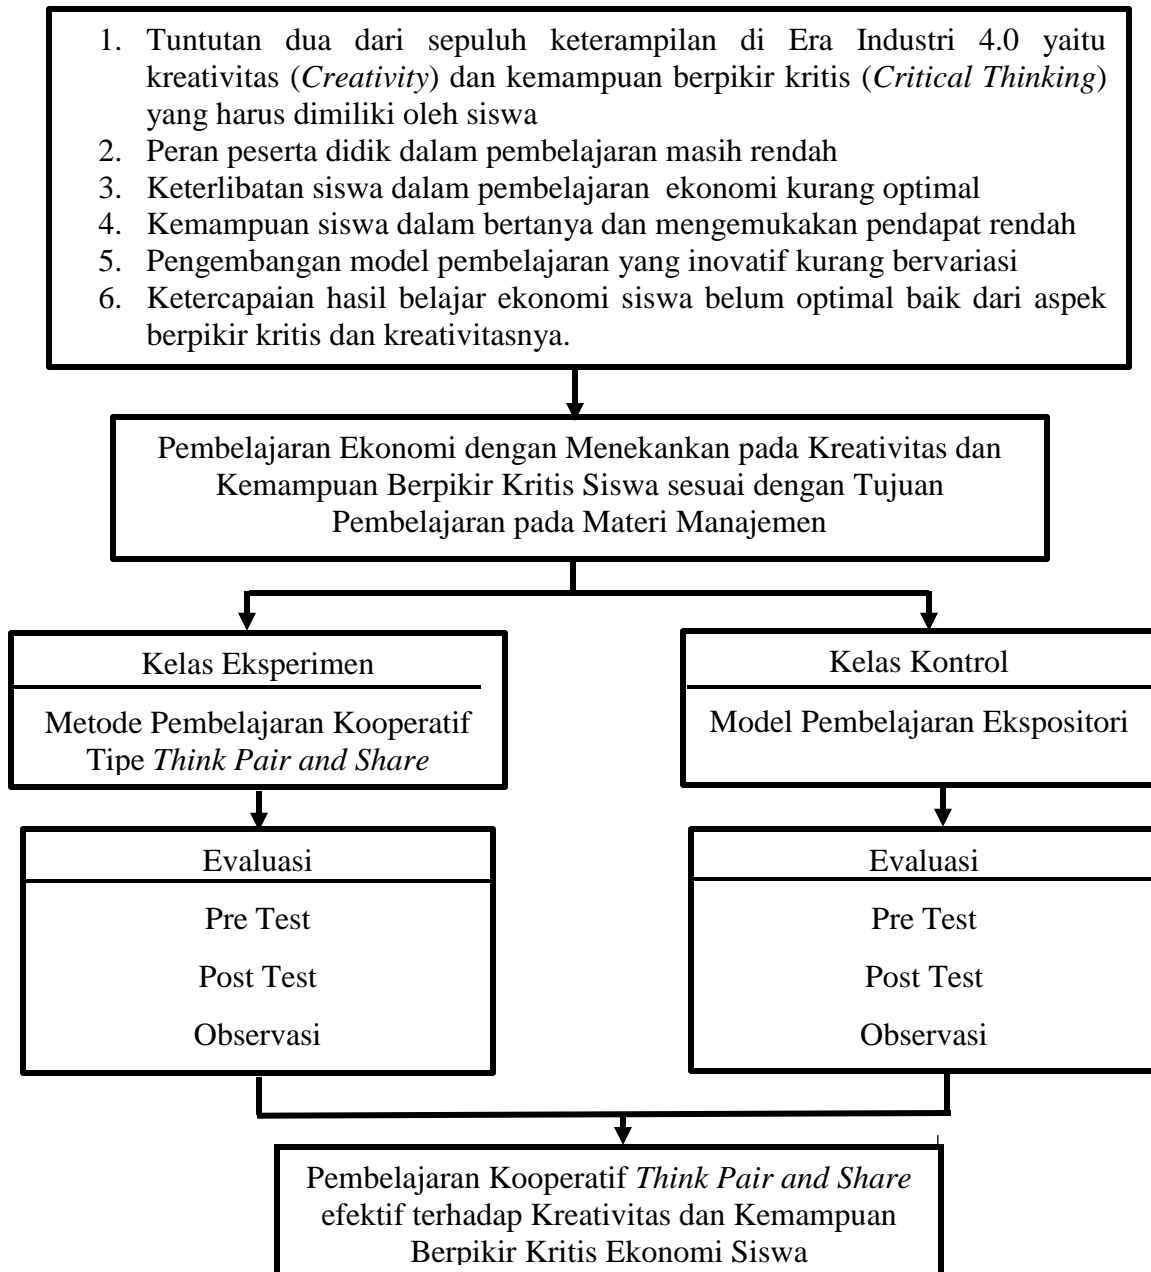 1. Tuntutan dua dari sepuluh keterampilan di Era Industri 4.0 yaitu
kreativitas (Creativity) dan kemampuan berpikir kritis (Critical Thinking)
yang harus dimiliki oleh siswa
2. Peran peserta didik dalam pembelajaran masih rendah
3. Keterlibatan siswa dalam pembelajaran ekonomi kurang optimal
4. Kemampuan siswa dalam bertanya dan mengemukakan pendapat rendah
5. Pengembangan model pembelajaran yang inovatif kurang bervariasi
6. Ketercapaian hasil belajar ekonomi siswa belum optimal baik dari aspek
berpikir kritis dan kreativitasnya.
Pembelajaran Ekonomi dengan Menekankan pada Kreativitas dan
Kemampuan Berpikir Kritis Siswa sesuai dengan Tujuan
Pembelajaran pada Materi Manajemen
Kelas Eksperimen
Metode Pembelajaran Kooperatif
Tipe Think Pair and Share
Kelas Kontrol
Model Pembelajaran Ekspositori
Evaluasi
Pre Test
Post Test
Observasi
Evaluasi
Pre Test
Post Test
Observasi
Pembelajaran Kooperatif Think Pair and Share
efektif terhadap Kreativitas dan Kemampuan
Berpikir Kritis Ekonomi Siswa